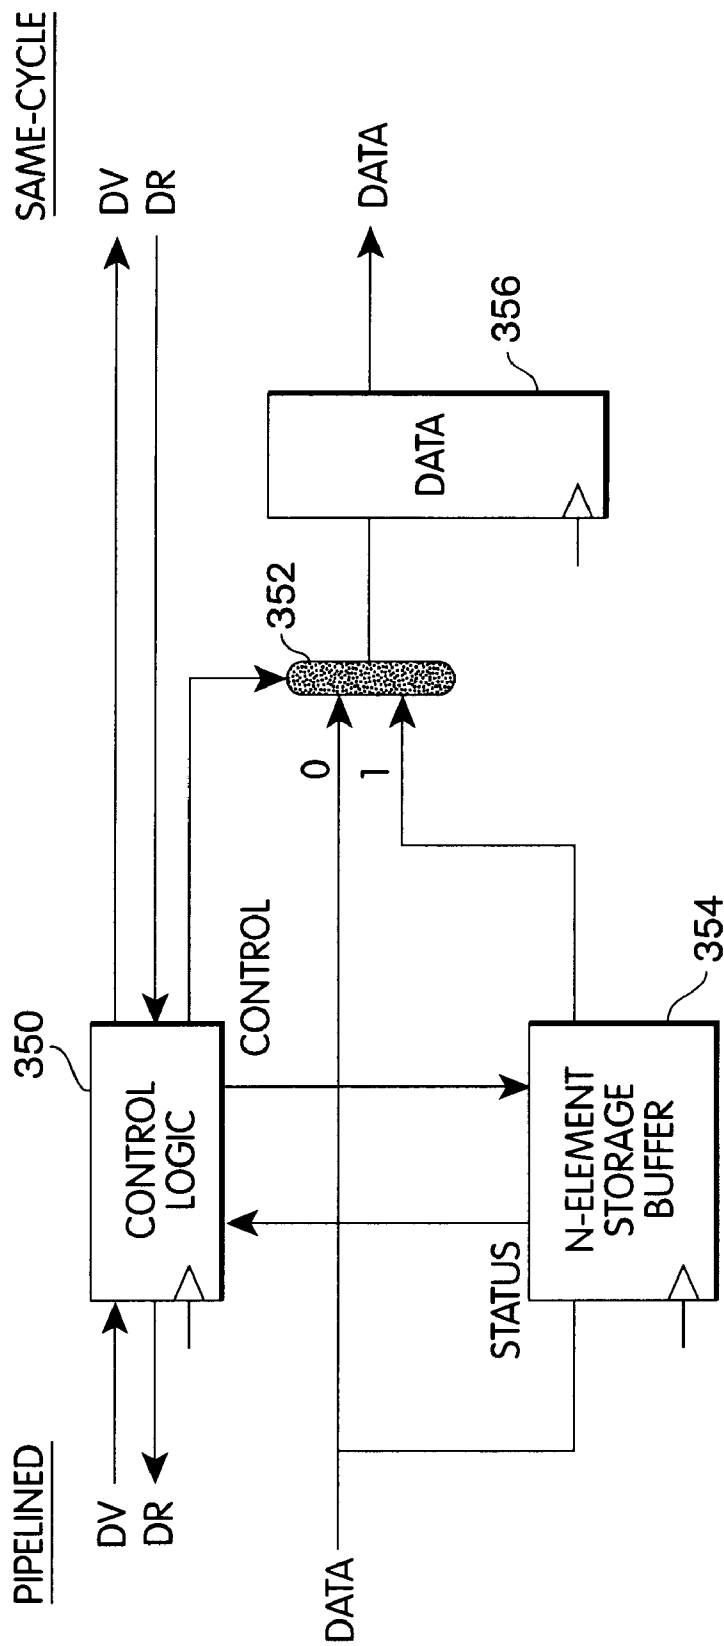 PIPELINED
SAME-CYCLE
DV
DR
350
CONTROL
LOGIC
DV
DR
CONTROL
352
DATA
0
1
DATA
DATA
356
STATUS
N-ELEMENT
STORAGE
BUFFER
354